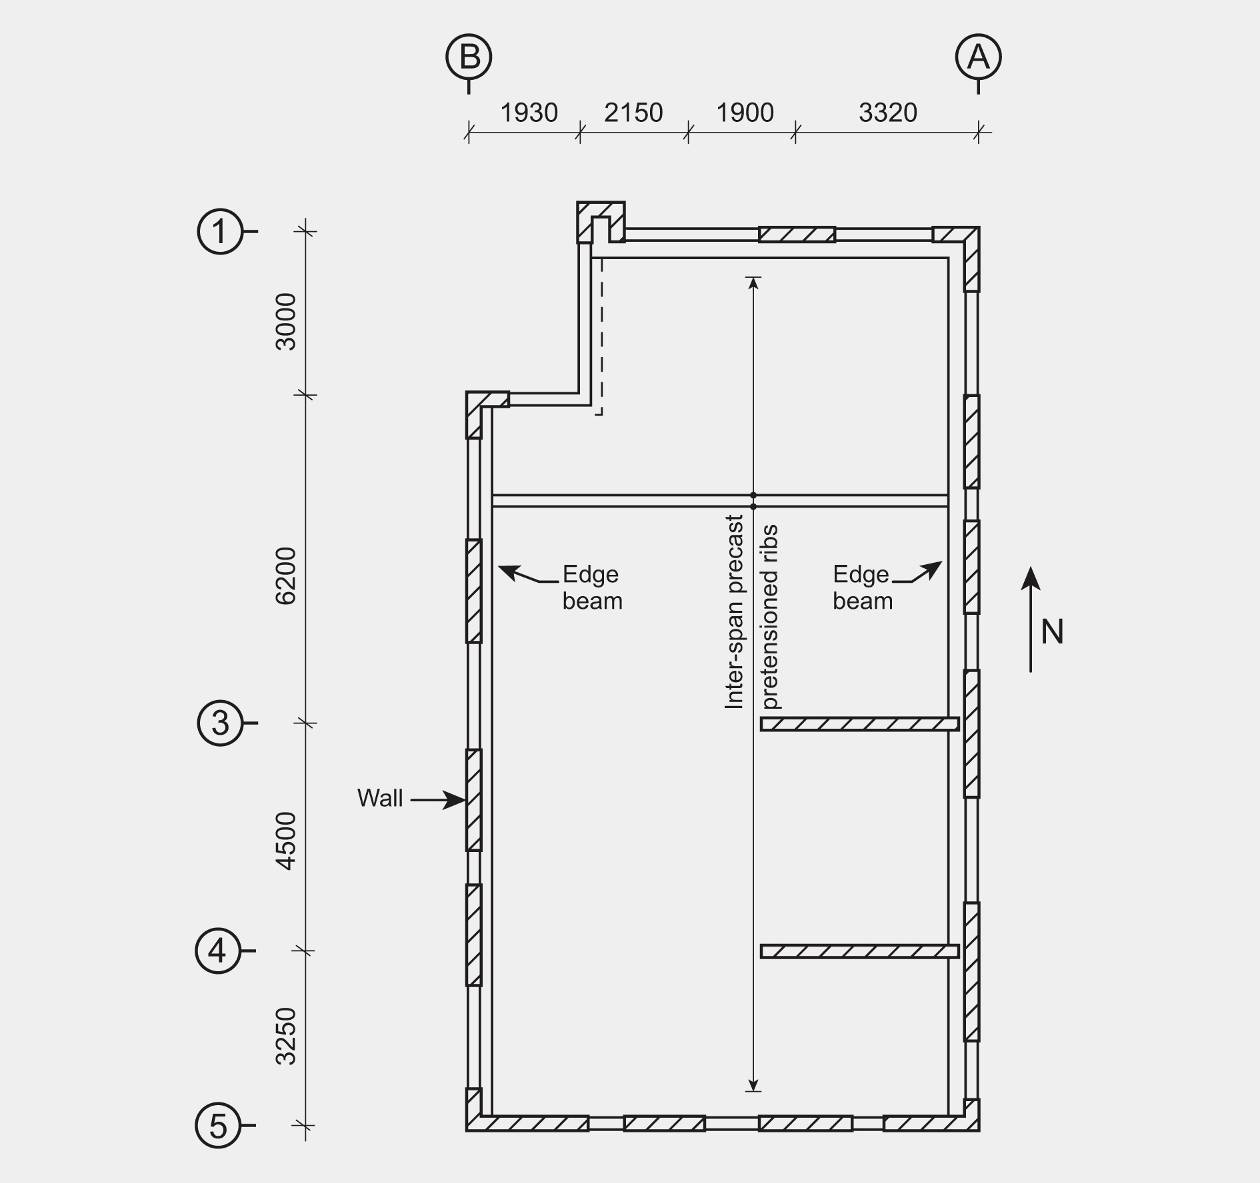 B
A
1930
2150
1900
3320
1
3000
6200
Inter-span precast
pretensioned ribs
Edge
beam
Edge
beam
N
3
Wall
4500
4
3250
5